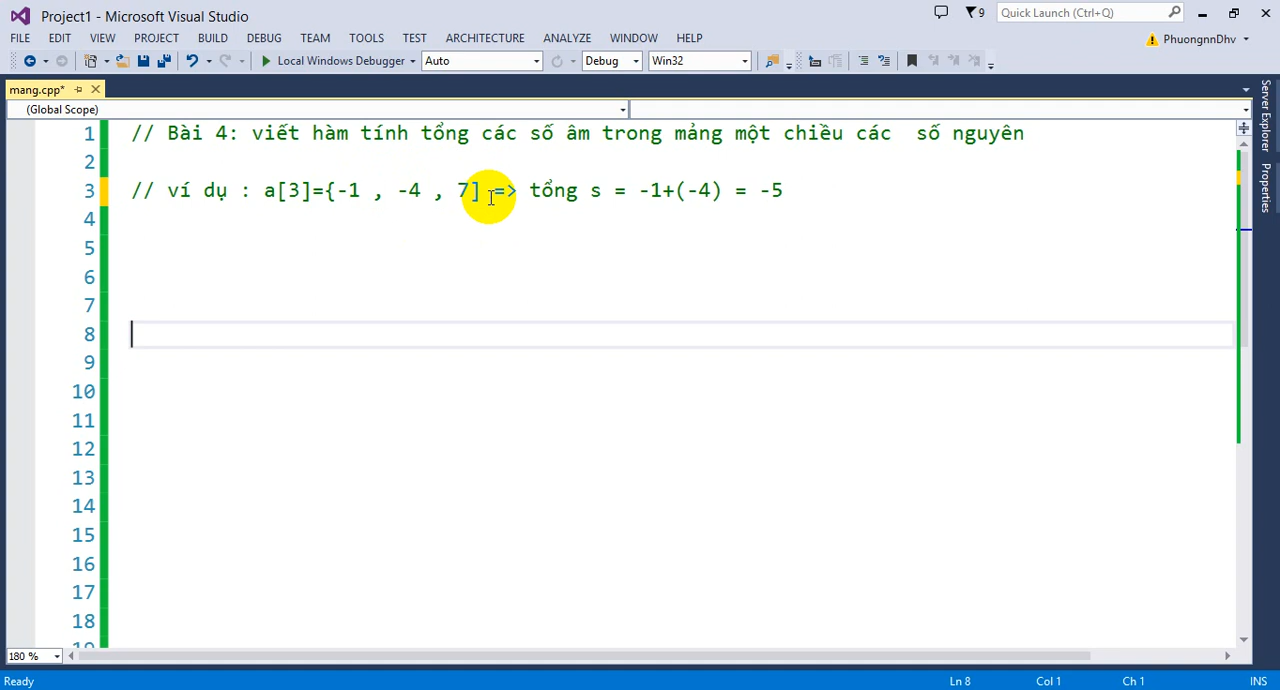 Project1 - Microsoft Visual Studio
9
Quick Launch (Ctrl+Q)
FILE EDIT VIEW PROJECT BUILD DEBUG TEAM TOOLS TEST ARCHITECTURE ANALYZE WINDOW HELP
PhuongnnDhv
Local Windows Debugger Auto Debug Win32
mang.cpp*
(Global Scope)
1 // Bài 4: viết hàm tính tổng các số âm trong mảng một chiều các số nguyên
2
3 // ví dụ : a[3]={-1 , -4 , 7] => tổng s = -1+(-4) = -5
4
5
6
7
8
9
10
11
12
13
14
15
16
17
18
19
Server Explorer
Properties
180 %
Ready Ln 8 Col 1 Ch 1 INS